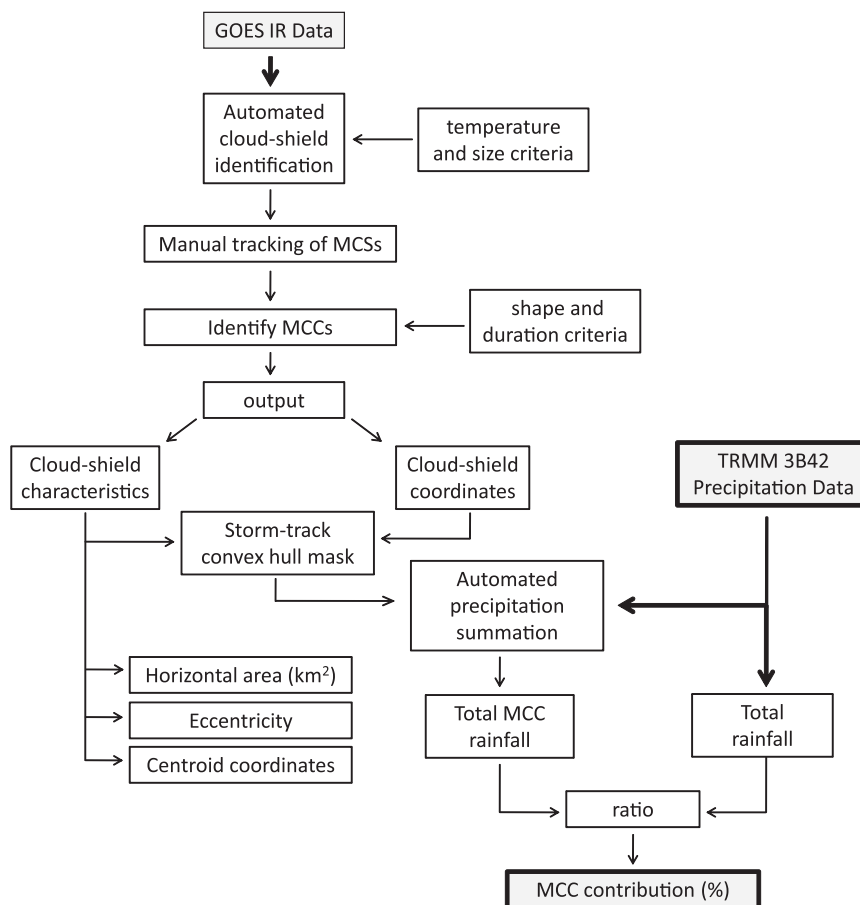 GOES IR Data
Automated
cloud-shield
identification
temperature
and size criteria
Manual tracking of MCSs
Identify MCCs
shape and
duration criteria
output
Cloud-shield
characteristics
Cloud-shield
coordinates
TRMM 3B42
Precipitation Data
Storm-track
convex hull mask
Automated
precipitation
summation
Horizontal area (km²)
Eccentricity
Centroid coordinates
Total MCC
rainfall
Total
rainfall
ratio
MCC contribution (%)